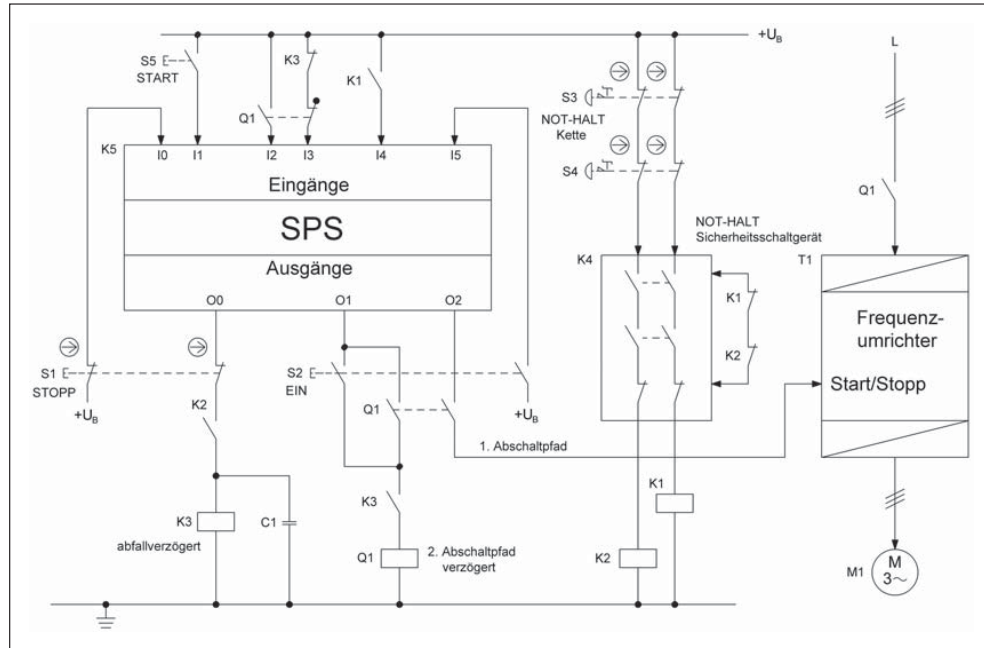 +U_B
L
S5
START
K3
K1
S3
NOT-HALT
Kette
Q1
K5
I0 I1 I2 I3 I4 I5
S4
Q1
Eingänge
NOT-HALT
Sicherheitsschaltgerät
SPS
K4
T1
Ausgänge
K1
Frequenz-
umrichter
O0 O1 O2
K2
Start/Stopp
S1
STOPP
S2
EIN
+U_B
K2
Q1
+U_B
1. Abschaltpfad
K3
K1
K3
abfallverzögert
C1
Q1
2. Abschaltpfad
verzögert
K2
M1
M
3~